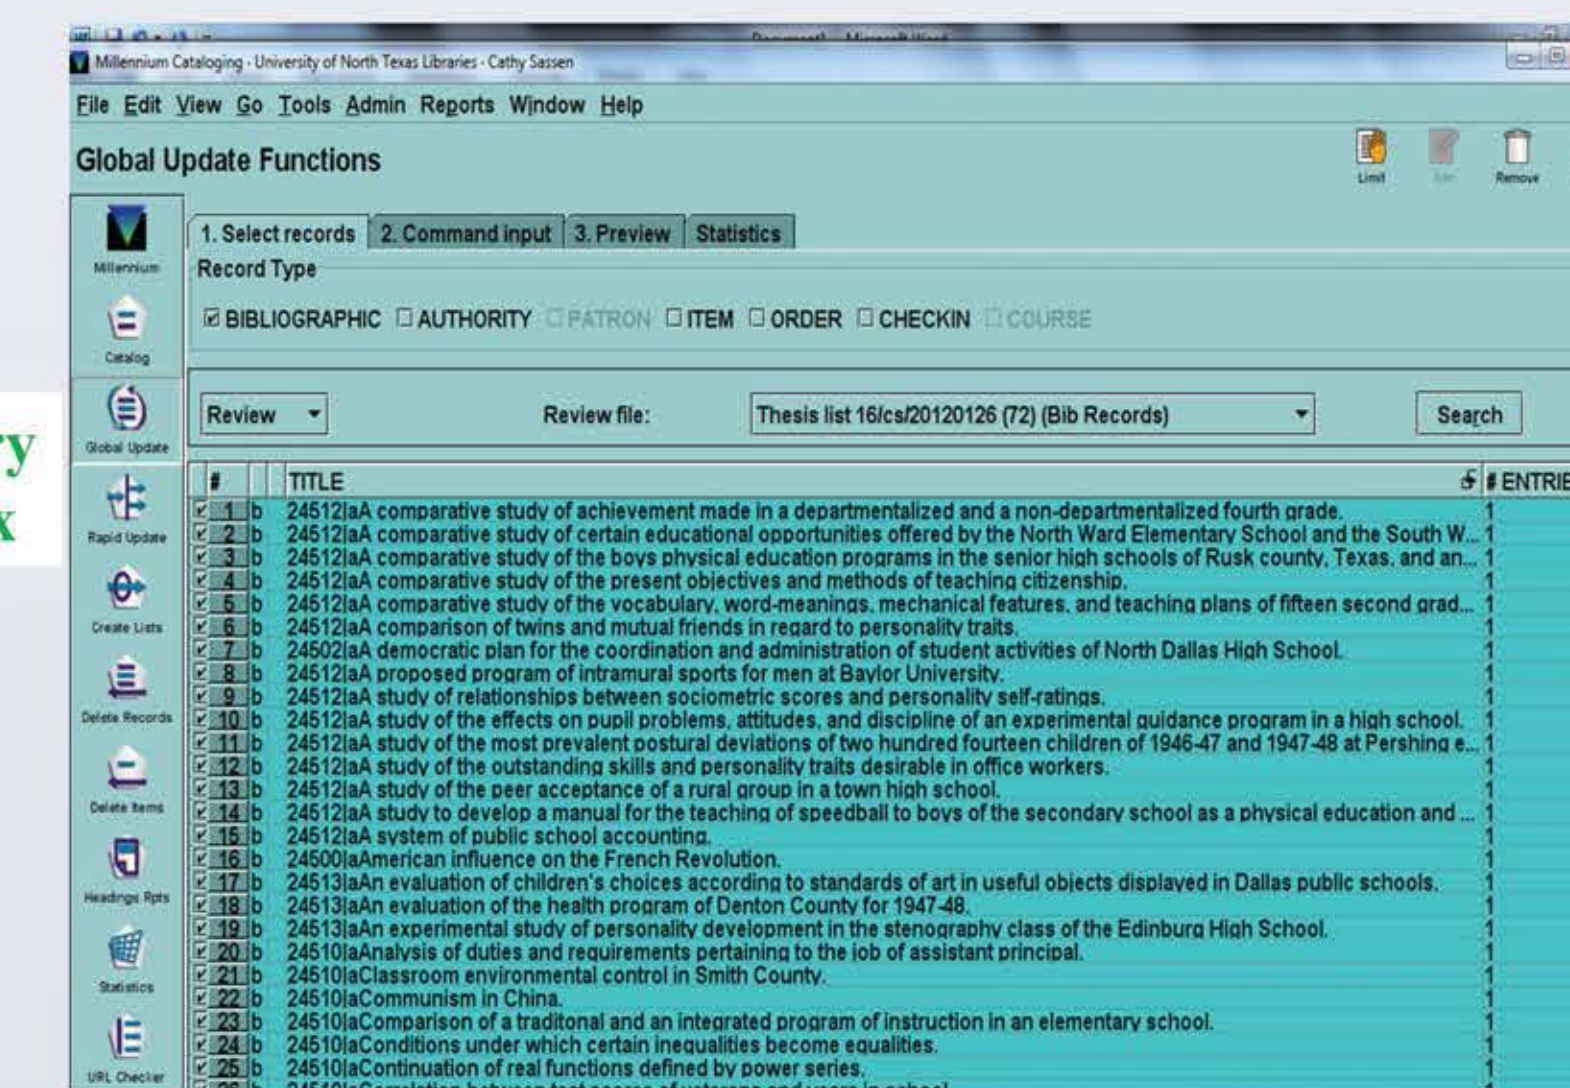 Document1 - Microsoft Word
Millennium Cataloging - University of North Texas Libraries - Cathy Sassen
File Edit View Go Tools Admin Reports Window Help
Global Update Functions
Limit Remove
Millennium
Catalog
Global Update
Rapid Update
Create Lists
Delete Records
Delete Items
Headings Rpts
Statistics
URL Checker
ry
x
1. Select records 2. Command input 3. Preview Statistics
Record Type
BIBLIOGRAPHIC AUTHORITY PATRON ITEM ORDER CHECKIN COURSE
Review Review file: Thesis list 16/cs/20120126 (72) (Bib Records) Search
# TITLE # ENTRIE
1 b 24512|aA comparative study of achievement made in a departmentalized and a non-departmentalized fourth grade. 1
2 b 24512|aA comparative study of certain educational opportunities offered by the North Ward Elementary School and the South W... 1
3 b 24512|aA comparative study of the boys physical education programs in the senior high schools of Rusk county, Texas, and an... 1
4 b 24512|aA comparative study of the present objectives and methods of teaching citizenship. 1
5 b 24512|aA comparative study of the vocabulary, word-meanings, mechanical features, and teaching plans of fifteen second grad... 1
6 b 24512|aA comparison of twins and mutual friends in regard to personality traits. 1
7 b 24502|aA democratic plan for the coordination and administration of student activities of North Dallas High School. 1
8 b 24512|aA proposed program of intramural sports for men at Baylor University. 1
9 b 24512|aA study of relationships between sociometric scores and personality self-ratings. 1
10 b 24512|aA study of the effects on pupil problems, attitudes, and discipline of an experimental guidance program in a high school. 1
11 b 24512|aA study of the most prevalent postural deviations of two hundred fourteen children of 1946-47 and 1947-48 at Pershing e... 1
12 b 24512|aA study of the outstanding skills and personality traits desirable in office workers. 1
13 b 24512|aA study of the peer acceptance of a rural group in a town high school. 1
14 b 24512|aA study to develop a manual for the teaching of speedball to boys of the secondary school as a physical education and ... 1
15 b 24512|aA system of public school accounting. 1
16 b 24500|aAmerican influence on the French Revolution. 1
17 b 24513|aAn evaluation of children's choices according to standards of art in useful objects displayed in Dallas public schools. 1
18 b 24513|aAn evaluation of the health program of Denton County for 1947-48. 1
19 b 24513|aAn experimental study of personality development in the stenography class of the Edinburg High School. 1
20 b 24510|aAnalysis of duties and requirements pertaining to the job of assistant principal. 1
21 b 24510|aClassroom environmental control in Smith County. 1
22 b 24510|aCommunism in China. 1
23 b 24510|aComparison of a traditonal and an integrated program of instruction in an elementary school. 1
24 b 24510|aConditions under which certain inequalities become equalities. 1
25 b 24510|aContinuation of real functions defined by power series. 1
26 b 24510|aCorrelation between test scores of veterans and years in school